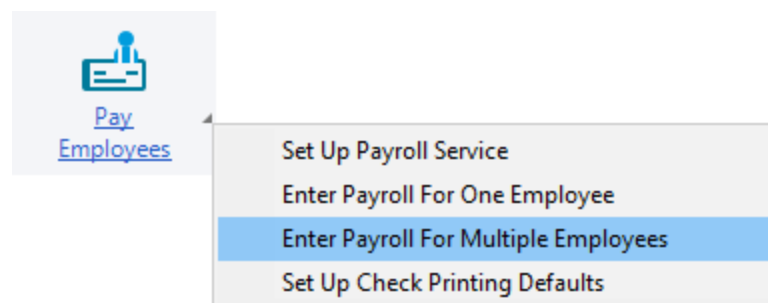 Pay
Employees
Set Up Payroll Service
Enter Payroll For One Employee
Enter Payroll For Multiple Employees
Set Up Check Printing Defaults